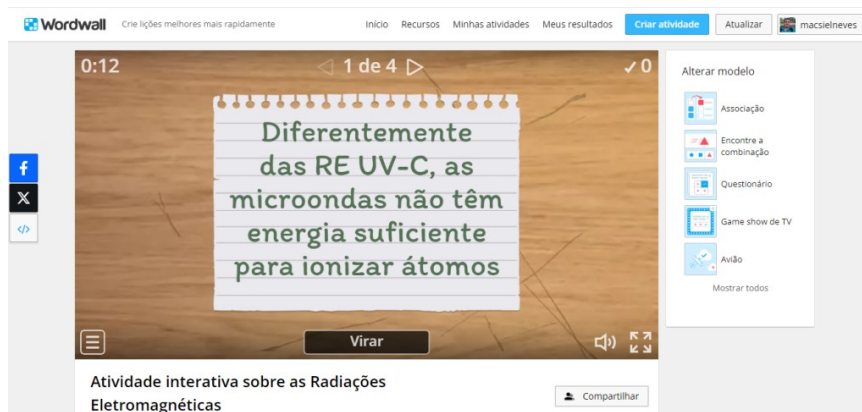 Wordwall
Crie lições melhores mais rapidamente
Início Recursos Minhas atividades Meus resultados Criar atividade Atualizar macsielneves
0:12
1 de 4
✓ 0
Diferentemente
das RE UV-C, as
microondas não têm
energia suficiente
para ionizar átomos
Virar
Alterar modelo
Associação
Encontre a
combinação
Questionário
Game show de TV
Avião
Mostrar todos
Atividade interativa sobre as Radiações
Eletromagnéticas
Compartilhar